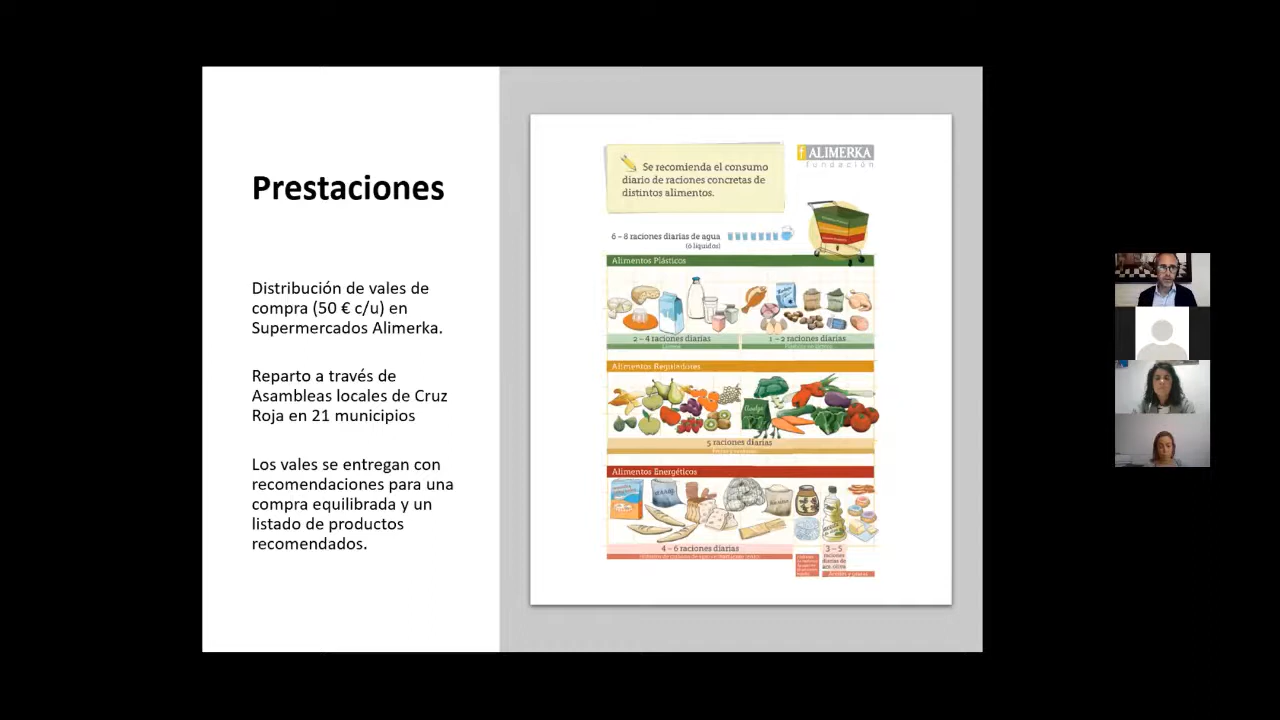 Prestaciones
Distribución de vales de
compra (50 € c/u) en
Supermercados Alimerka.
Reparto a través de
Asambleas locales de Cruz
Roja en 21 municipios
Los vales se entregan con
recomendaciones para una
compra equilibrada y un
listado de productos
recomendados.
Se recomienda el consumo
diario de raciones concretas de
distintos alimentos.
f ALIMERKA
fundación
6 – 8 raciones diarias de agua
(ó líquidos)
Alimentos Plásticos
2 – 4 raciones diarias
1 – 2 raciones diarias
Alimentos Reguladores
5 raciones diarias
Alimentos Energéticos
4 – 6 raciones diarias
3 – 5
raciones
diarias de